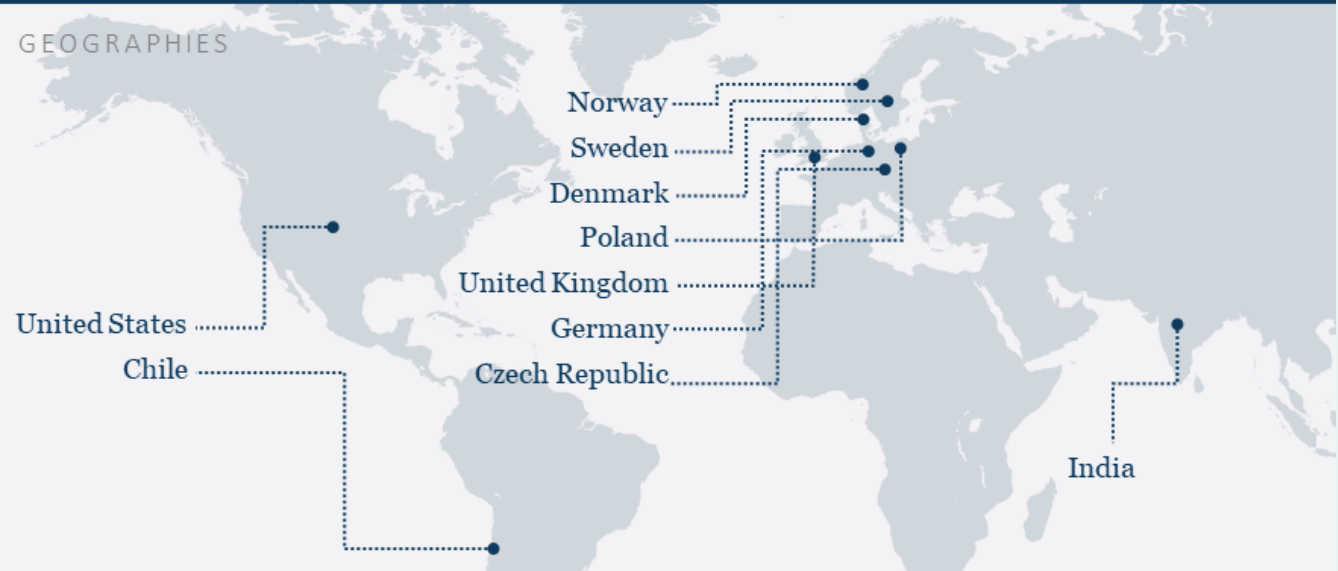 GEOGRAPHIES
Norway
Sweden
Denmark
Poland
United Kingdom
Germany
Czech Republic
United States
Chile
India